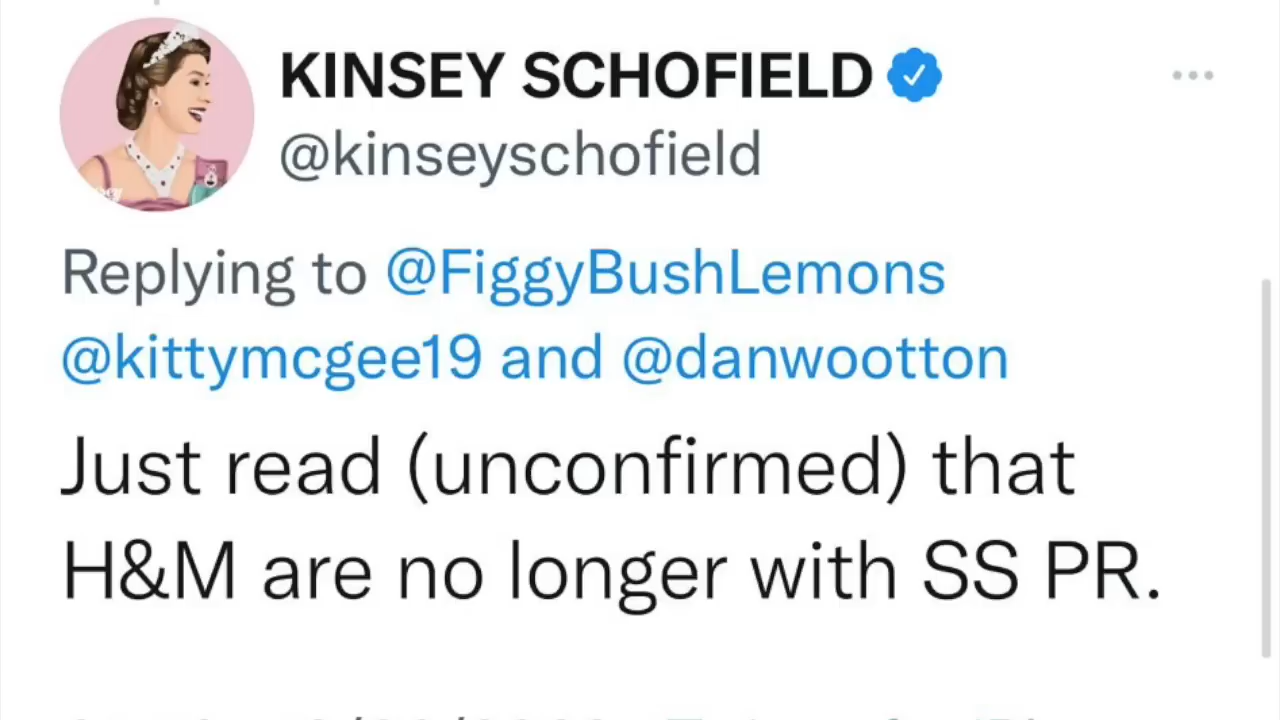 KINSEY SCHOFIELD
@kinseyschofield
Replying to @FiggyBushLemons
@kittymcgee19 and @danwootton
Just read (unconfirmed) that
H&M are no longer with SS PR.